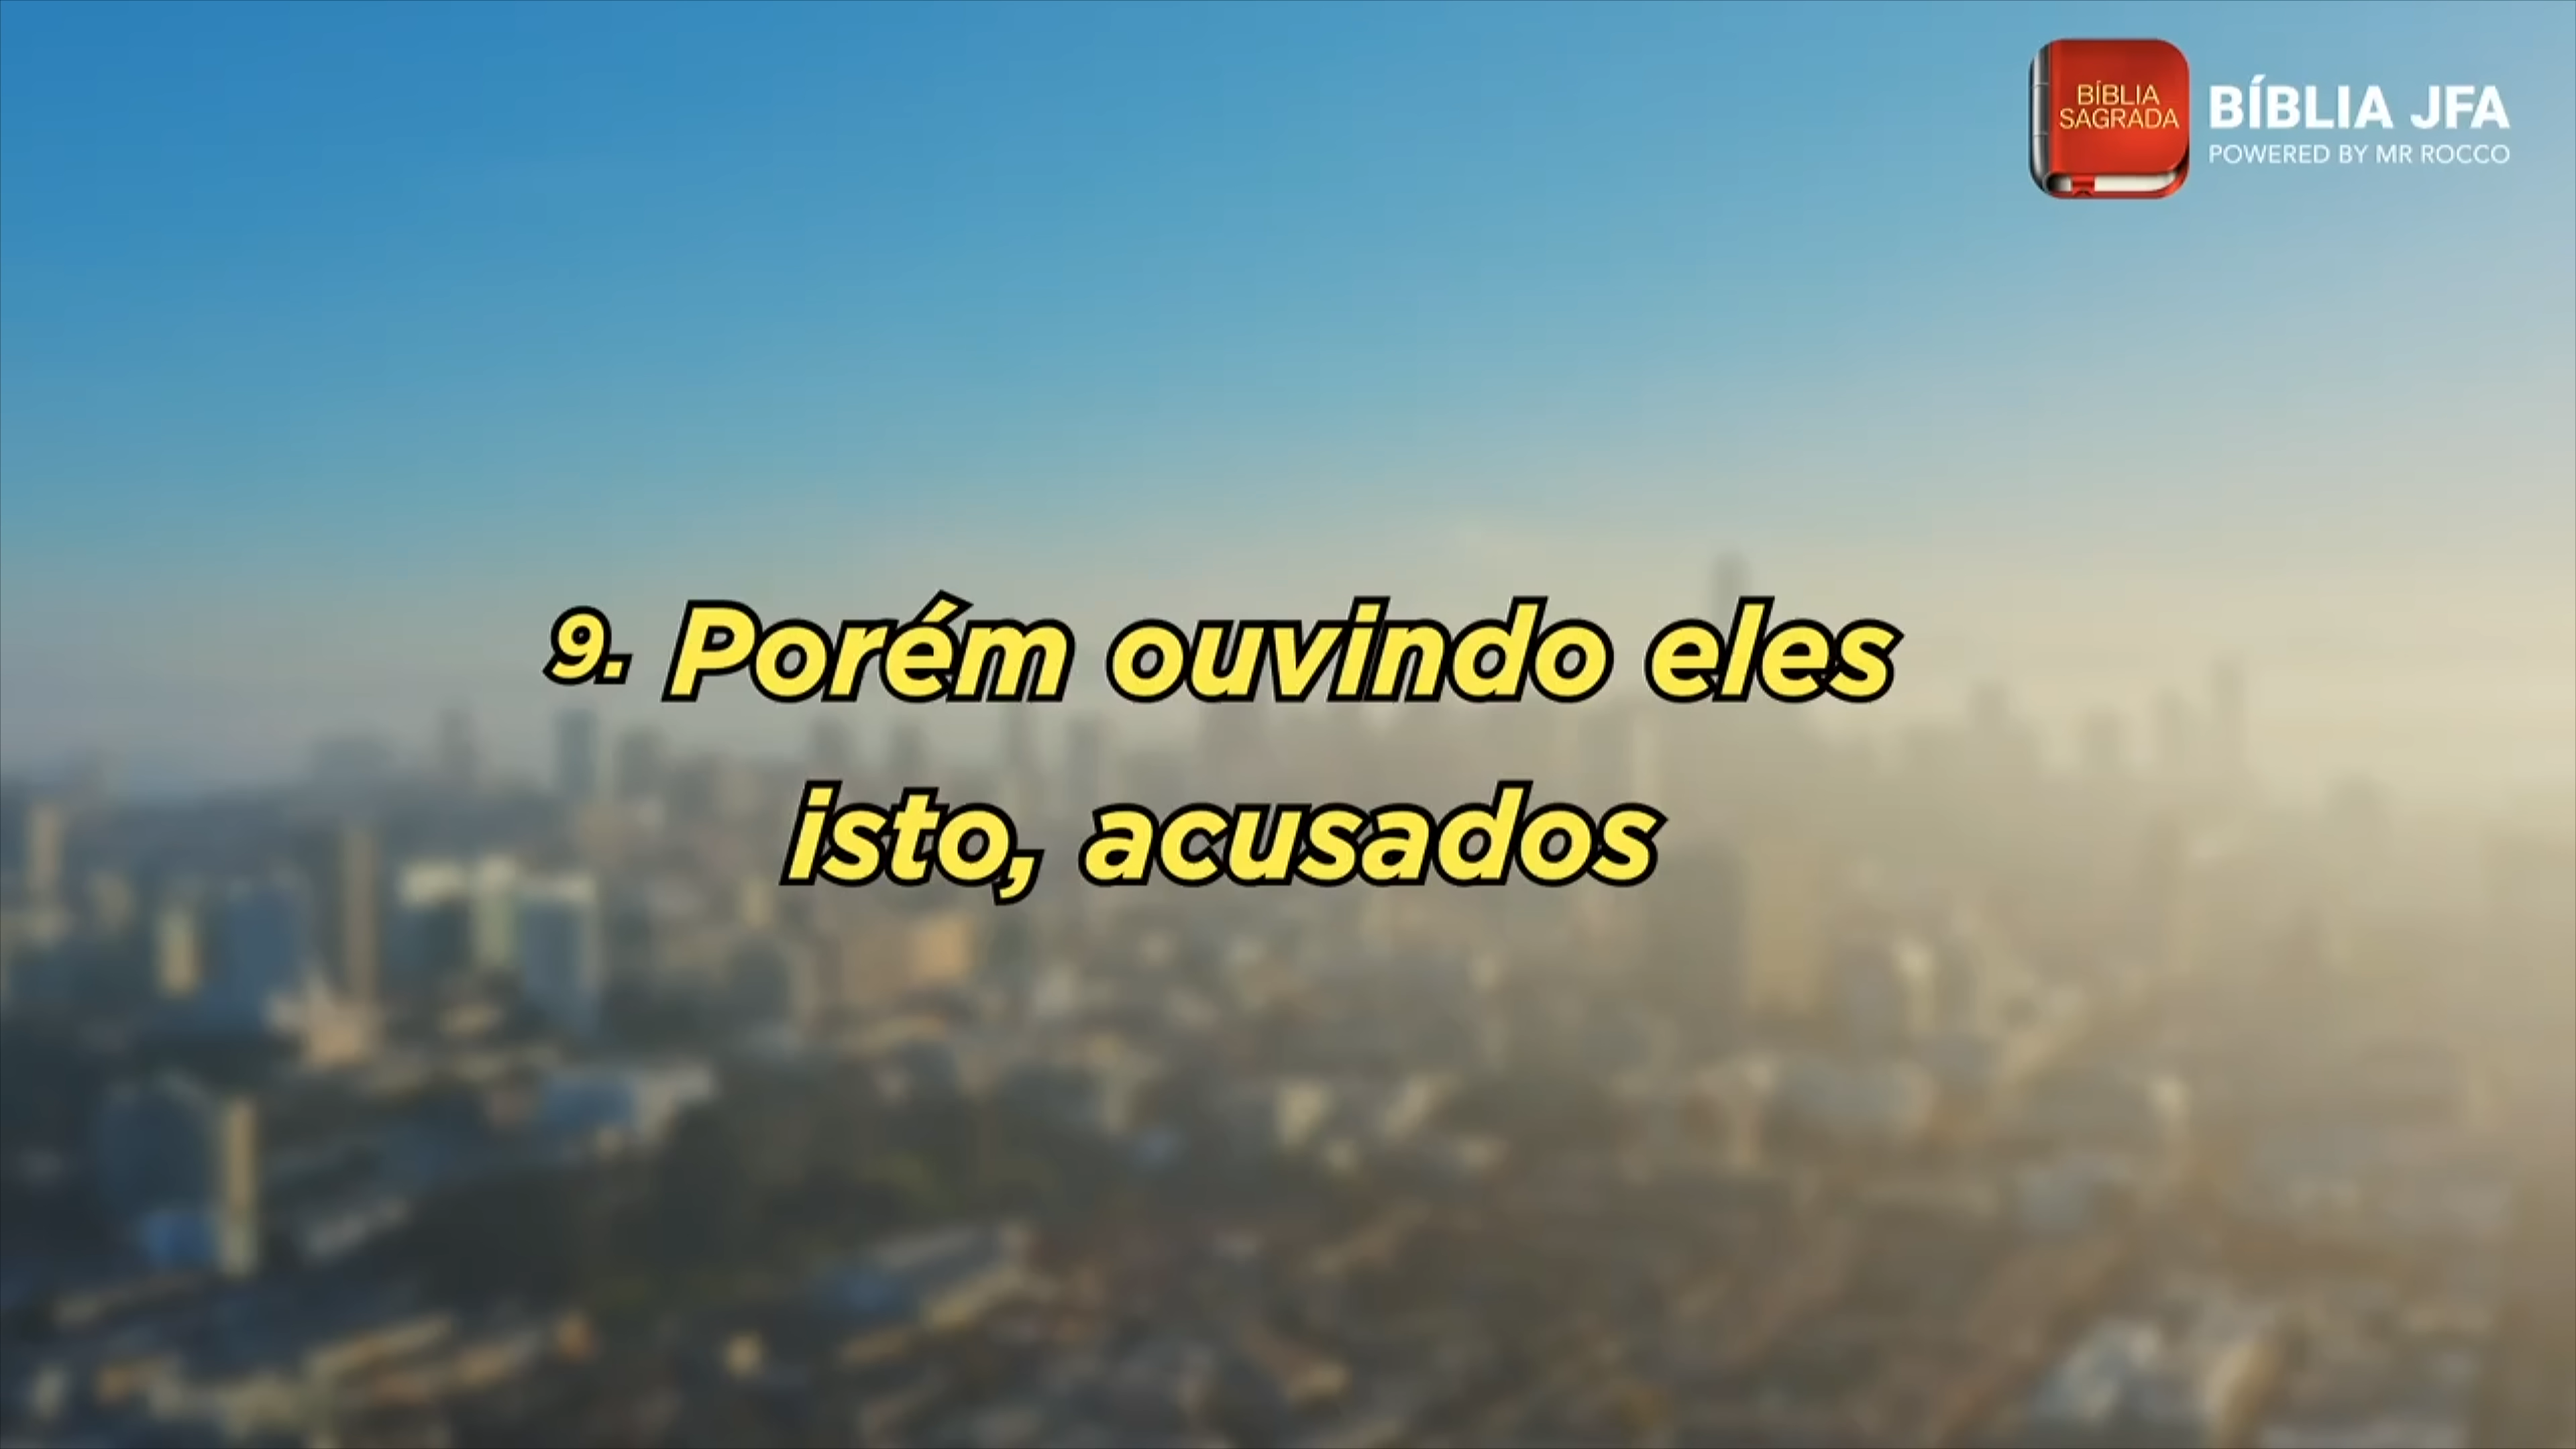 BÍBLIA
SAGRADA
BÍBLIA JFA
POWERED BY MR ROCCO
9. Porém ouvindo eles
isto, acusados